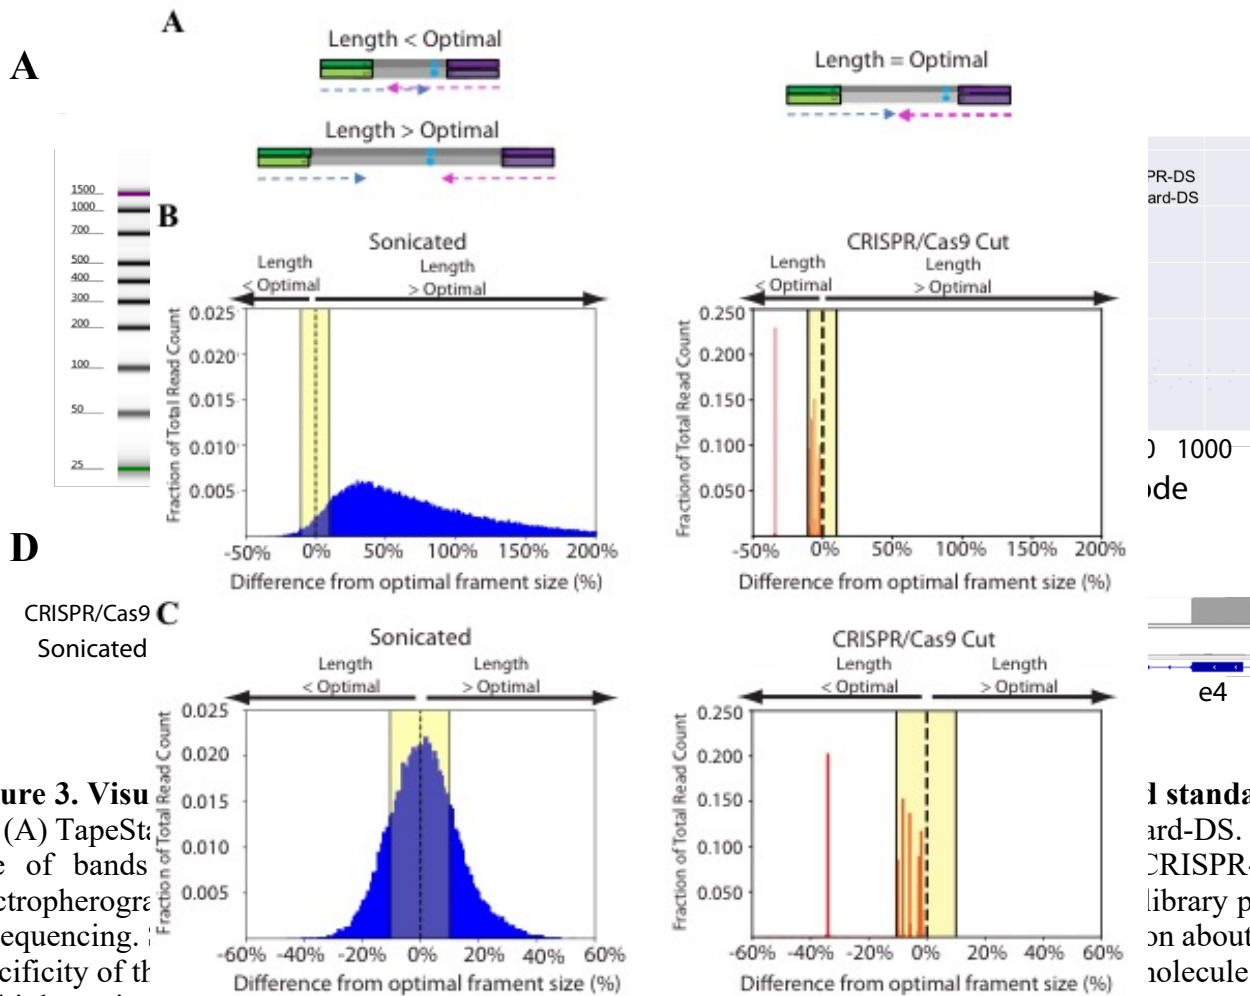 A
A
Length < Optimal
Length = Optimal
Length > Optimal
1500
1000
700
500
400
300
200
100
50
25
PR-DS
ard-DS
1000
ode
B
Sonicated
Length
< Optimal
Length
> Optimal
Fraction of Total Read Count
0.025
0.020
0.015
0.010
0.005
-50% 0% 50% 100% 150% 200%
Difference from optimal frament size (%)
CRISPR/Cas9 Cut
Length
< Optimal
Length
> Optimal
Fraction of Total Read Count
0.250
0.200
0.150
0.100
0.050
-50% 0% 50% 100% 150% 200%
Difference from optimal frament size (%)
D
CRISPR/Cas9
Sonicated
e4
C
Sonicated
Length
< Optimal
Length
> Optimal
Fraction of Total Read Count
0.025
0.020
0.015
0.010
0.005
-60% -40% -20% 0% 20% 40% 60%
Difference from optimal frament size (%)
CRISPR/Cas9 Cut
Length
< Optimal
Length
> Optimal
Fraction of Total Read Count
0.250
0.200
0.150
0.100
0.050
-60% -40% -20% 0% 20% 40% 60%
Difference from optimal frament size (%)
ure 3. Visu
(A) TapeSta
e of bands
ctropherogra
equencing.
cificity of th
d standa
ard-DS.
CRISPR-
library p
on about
molecule